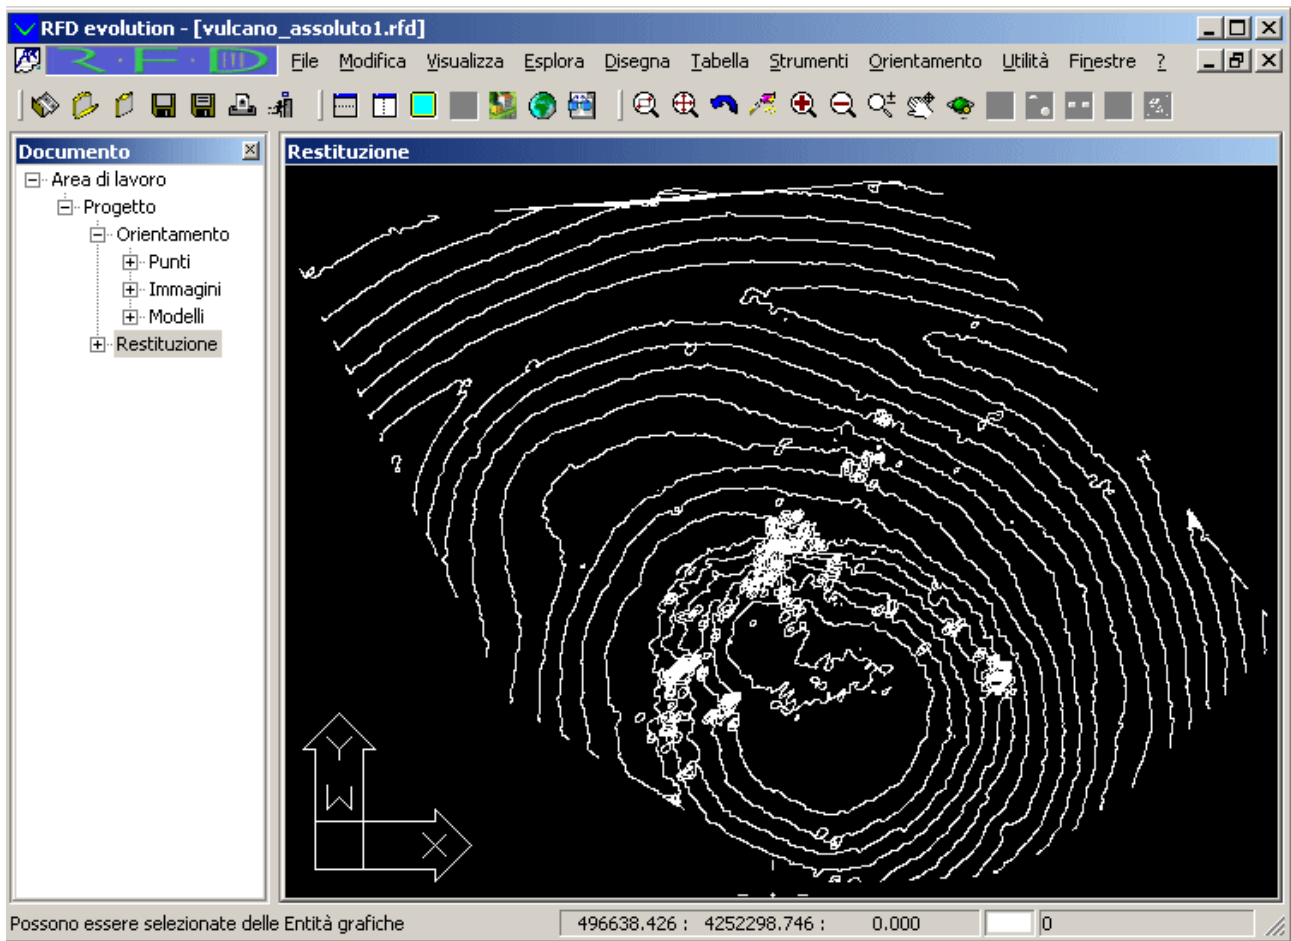 RFD evolution - [vulcano_assoluto1.rfd]
R · F · D File Modifica Visualizza Esplora Disegna Tabella Strumenti Orientamento Utilità Finestre ?
Documento
Restituzione
Area di lavoro
Progetto
Orientamento
Punti
Immagini
Modelli
Restituzione
Y
W
X
Possono essere selezionate delle Entità grafiche 496638.426 : 4252298.746 : 0.000 0